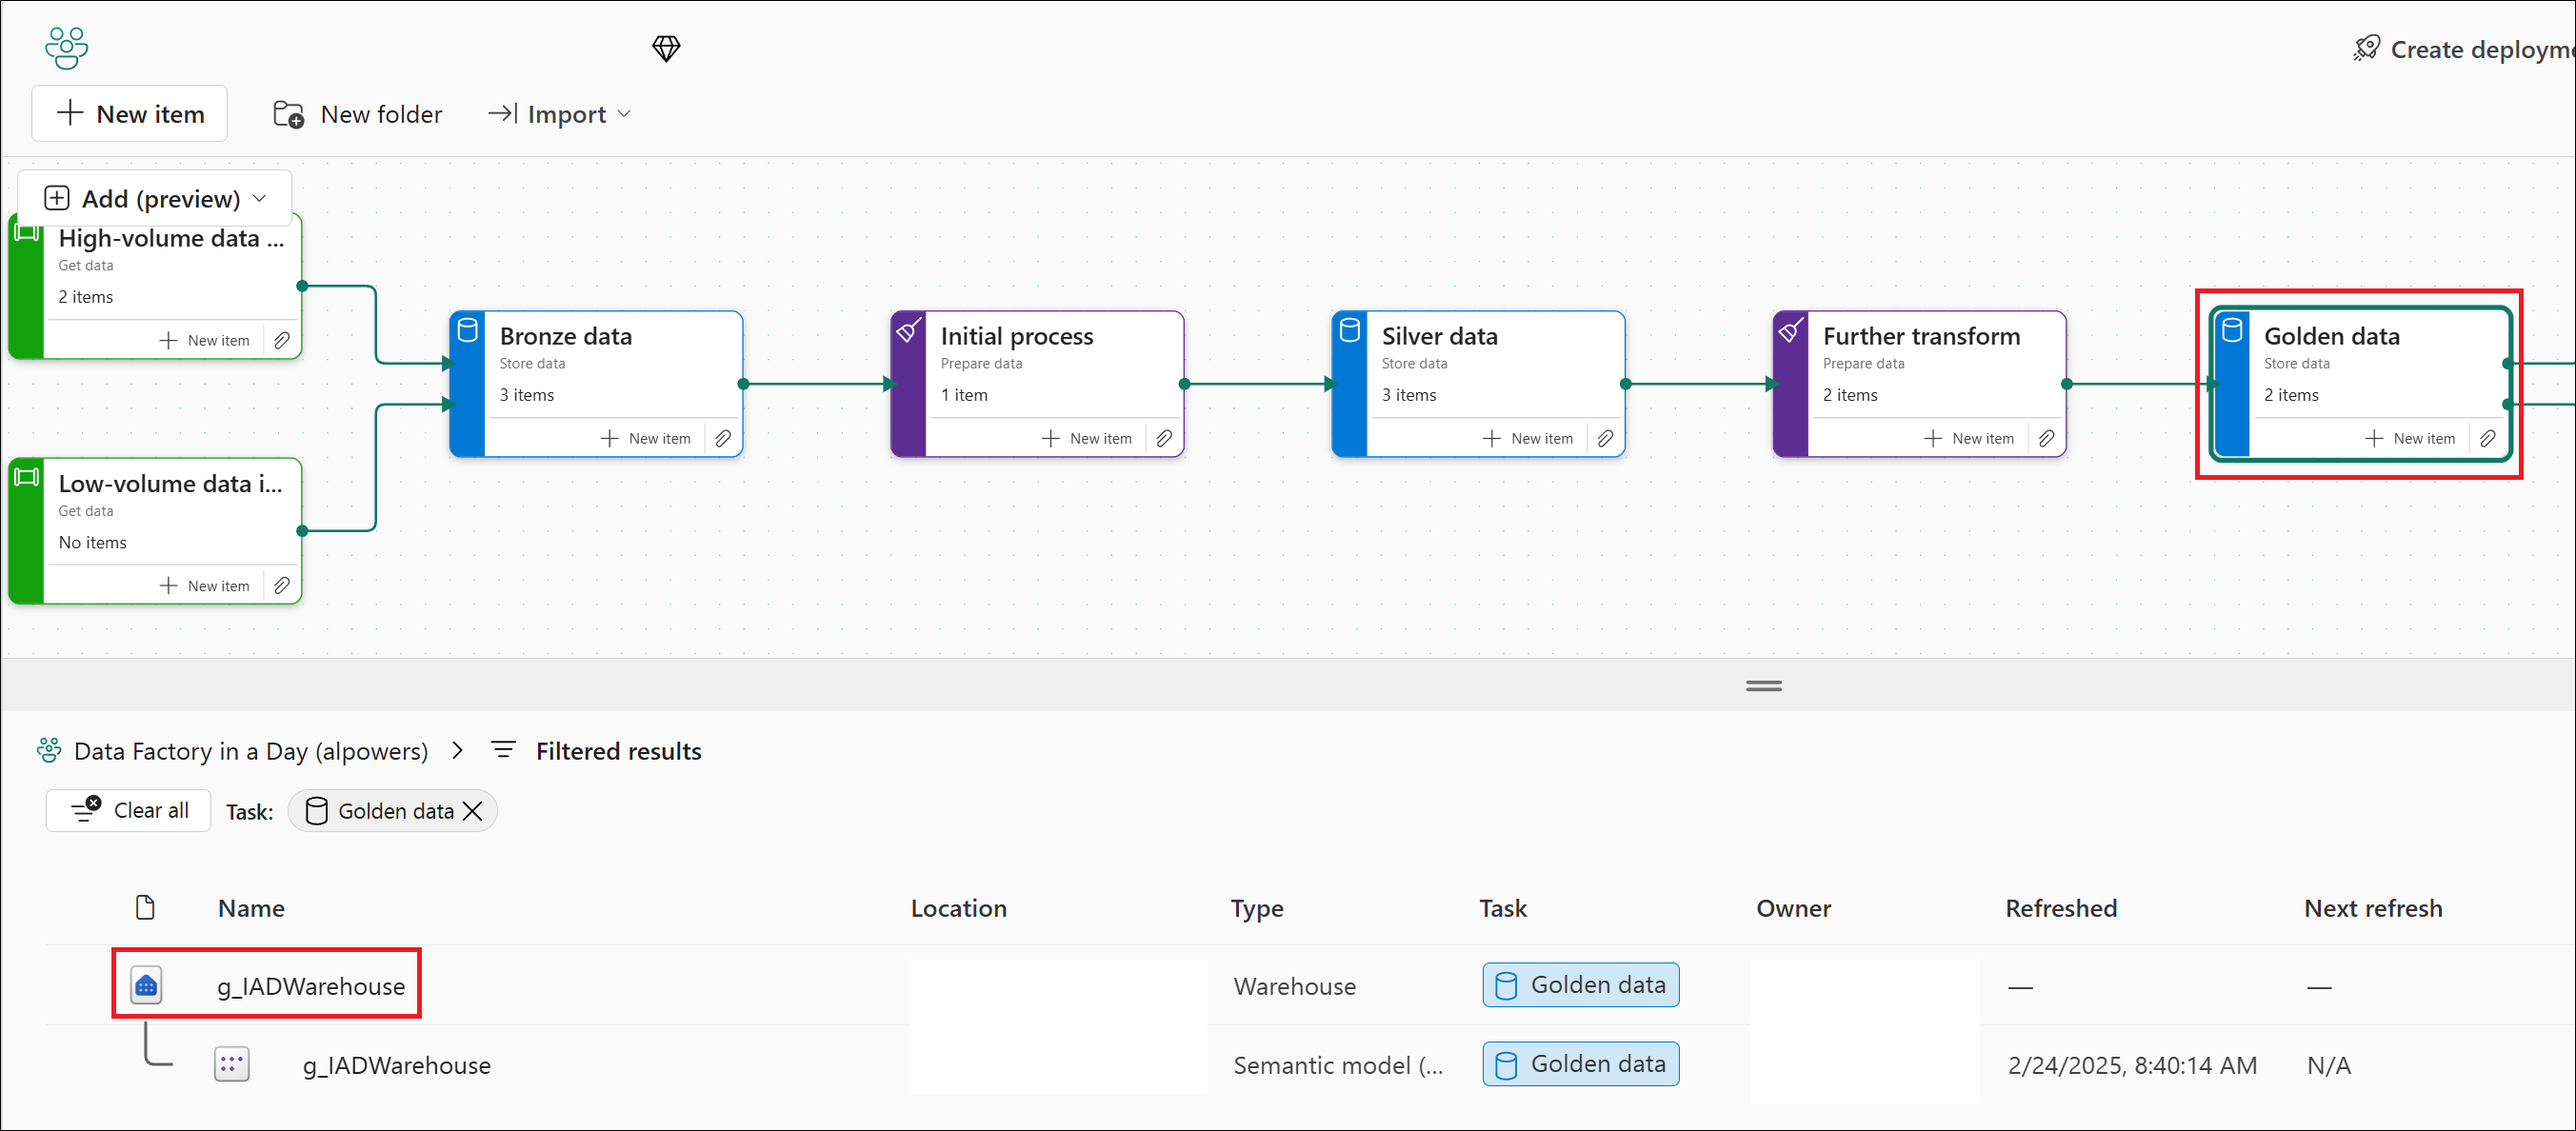 Create deployme
New item
New folder
Import
Add (preview)
High-volume data ...
Get data
2 items
New item
Low-volume data i...
Get data
No items
New item
Bronze data
Store data
3 items
New item
Initial process
Prepare data
1 item
New item
Silver data
Store data
3 items
New item
Further transform
Prepare data
2 items
New item
Golden data
Store data
2 items
New item
Data Factory in a Day (alpowers) > Filtered results
Clear all Task: Golden data
Name Location Type Task Owner Refreshed Next refresh
g_IADWarehouse Warehouse Golden data — —
g_IADWarehouse Semantic model (... Golden data 2/24/2025, 8:40:14 AM N/A